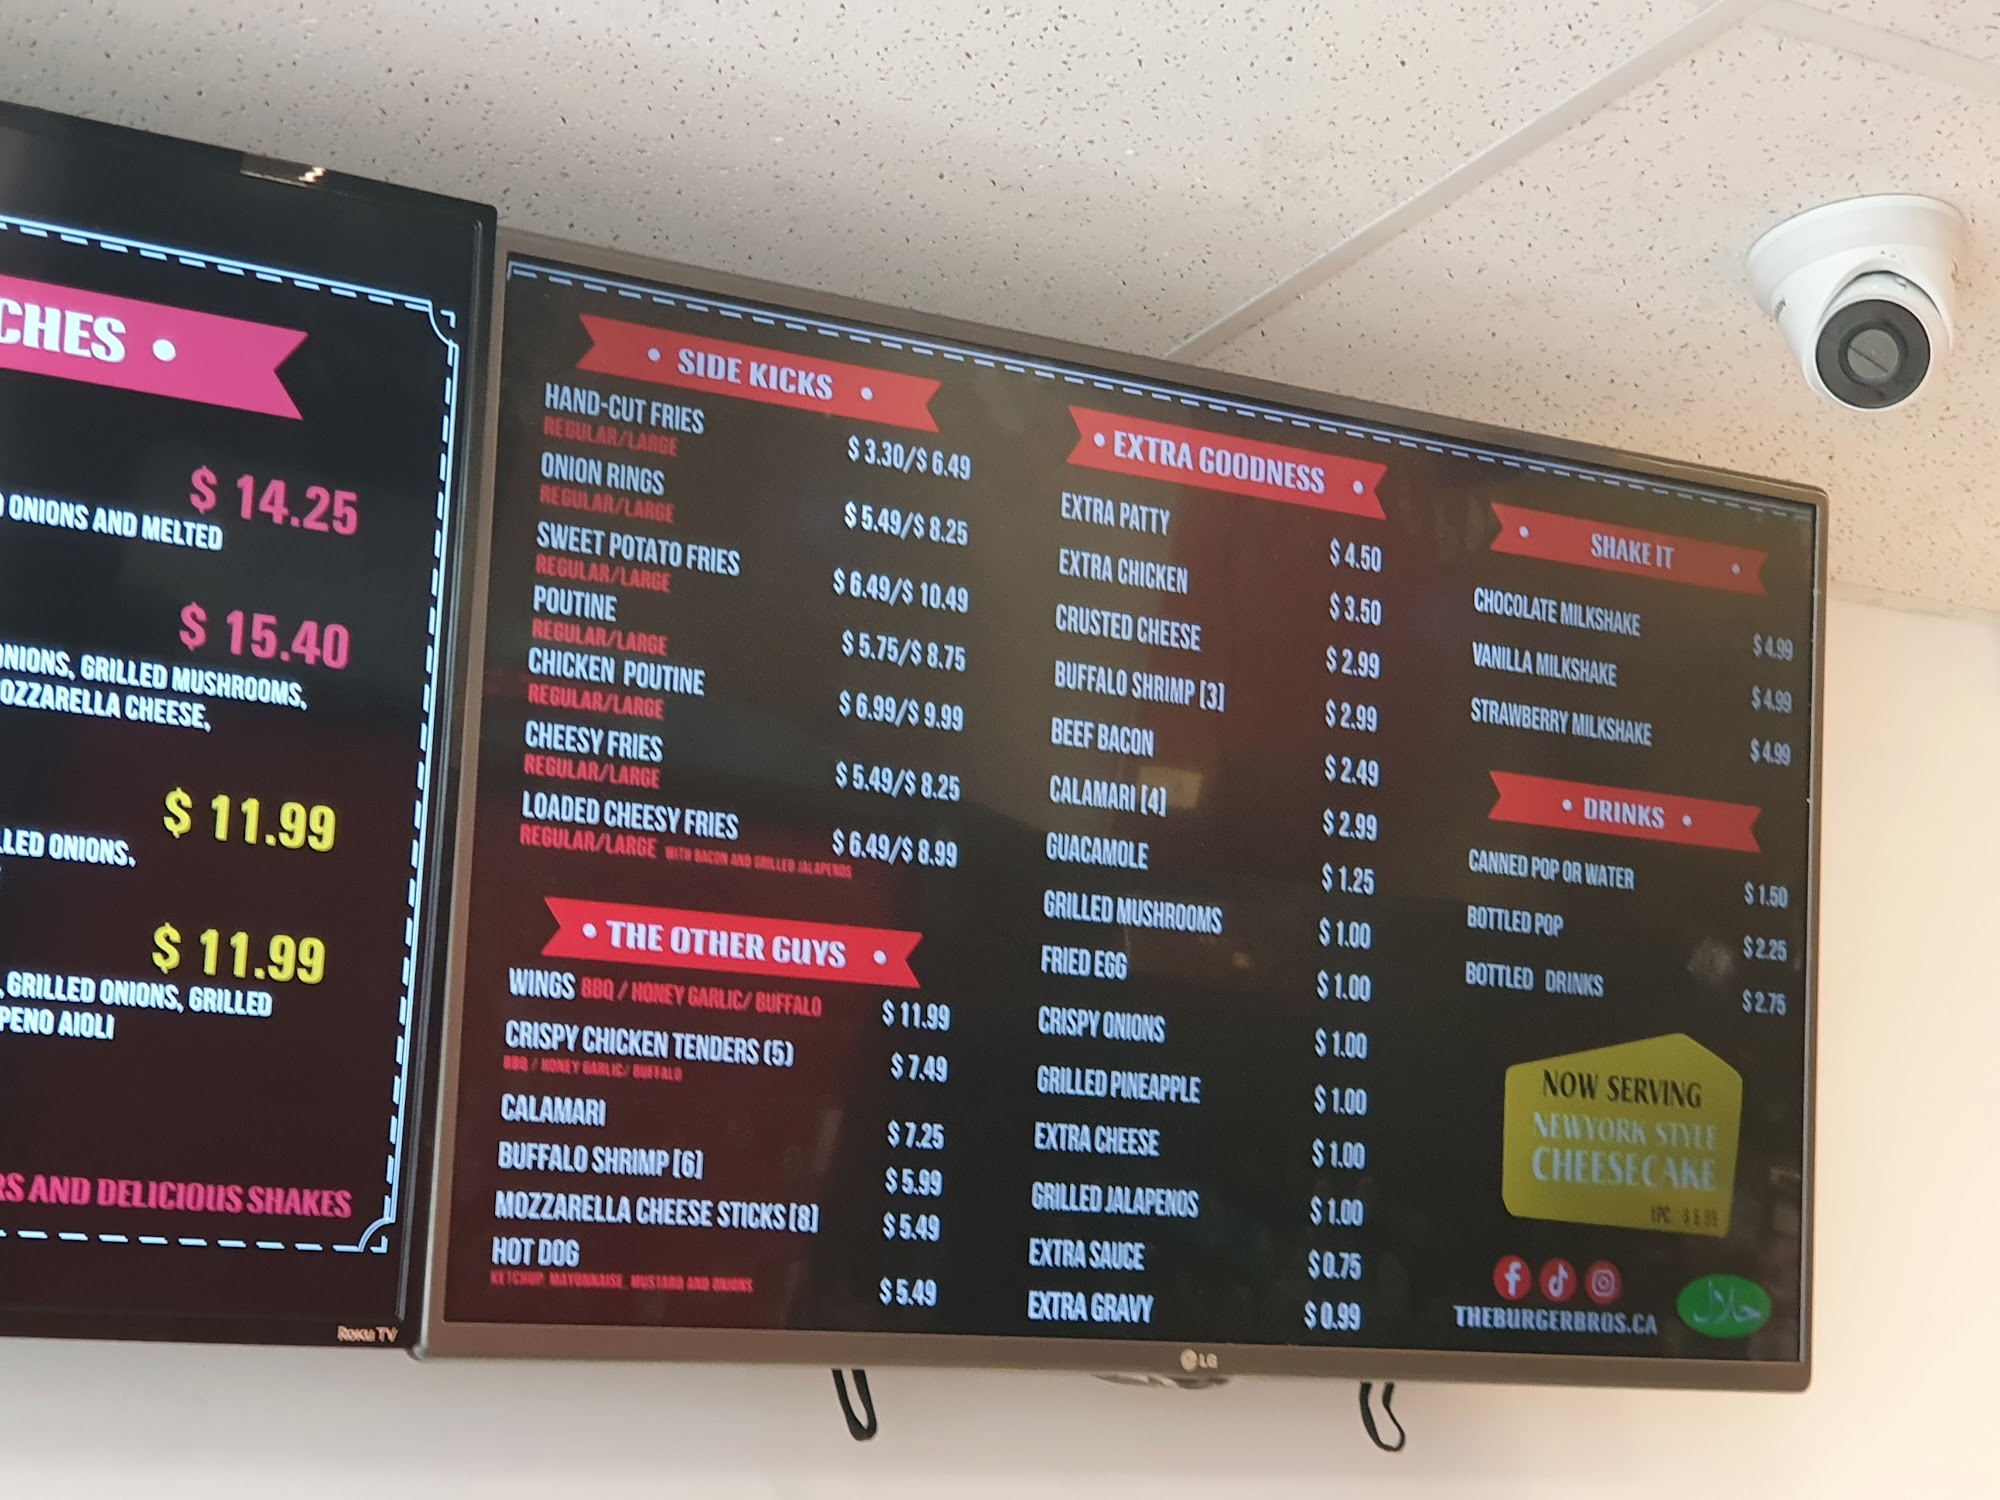 CHES
$ 14.25
ONIONS AND MELTED
$ 15.40
ONIONS, GRILLED MUSHROOMS,
MOZZARELLA CHEESE,
$ 11.99
ONIONS,
$ 11.99
, GRILLED ONIONS, GRILLED
PENO AIOLI
RS AND DELICIOUS SHAKES
Roku TV
SIDE KICKS
HAND-CUT FRIES
REGULAR/LARGE
$ 3.30/$ 6.49
ONION RINGS
REGULAR/LARGE
$ 5.49/$ 8.25
SWEET POTATO FRIES
REGULAR/LARGE
$ 6.49/$ 10.49
POUTINE
REGULAR/LARGE
$ 5.75/$ 8.75
CHICKEN POUTINE
REGULAR/LARGE
$ 6.99/$ 9.99
CHEESY FRIES
REGULAR/LARGE
$ 5.49/$ 8.25
LOADED CHEESY FRIES
REGULAR/LARGE WITH BACON AND GRILLED JALAPENOS
$ 6.49/$ 8.99
THE OTHER GUYS
WINGS BBQ / HONEY GARLIC/ BUFFALO
$ 11.99
CRISPY CHICKEN TENDERS (5)
BBQ / HONEY GARLIC/ BUFFALO
$ 7.49
CALAMARI
$ 7.25
BUFFALO SHRIMP [6]
$ 5.99
MOZZARELLA CHEESE STICKS [8]
$ 5.49
HOT DOG
KETCHUP, MAYONNAISE, MUSTARD AND ONIONS
$ 5.49
EXTRA GOODNESS
EXTRA PATTY
$ 4.50
EXTRA CHICKEN
$ 3.50
CRUSTED CHEESE
$ 2.99
BUFFALO SHRIMP [3]
$ 2.99
BEEF BACON
$ 2.49
CALAMARI [4]
$ 2.99
GUACAMOLE
$ 1.25
GRILLED MUSHROOMS
$ 1.00
FRIED EGG
$ 1.00
CRISPY ONIONS
$ 1.00
GRILLED PINEAPPLE
$ 1.00
EXTRA CHEESE
$ 1.00
GRILLED JALAPENOS
$ 1.00
EXTRA SAUCE
$ 0.75
EXTRA GRAVY
$ 0.99
SHAKE IT
CHOCOLATE MILKSHAKE
$ 4.99
VANILLA MILKSHAKE
$ 4.99
STRAWBERRY MILKSHAKE
$ 4.99
DRINKS
CANNED POP OR WATER
$ 1.50
BOTTLED POP
$ 2.25
BOTTLED DRINKS
$ 2.75
NOW SERVING
NEWYORK STYLE
CHEESECAKE
1PC
THEBURGERBROS.CA
حلال
LG